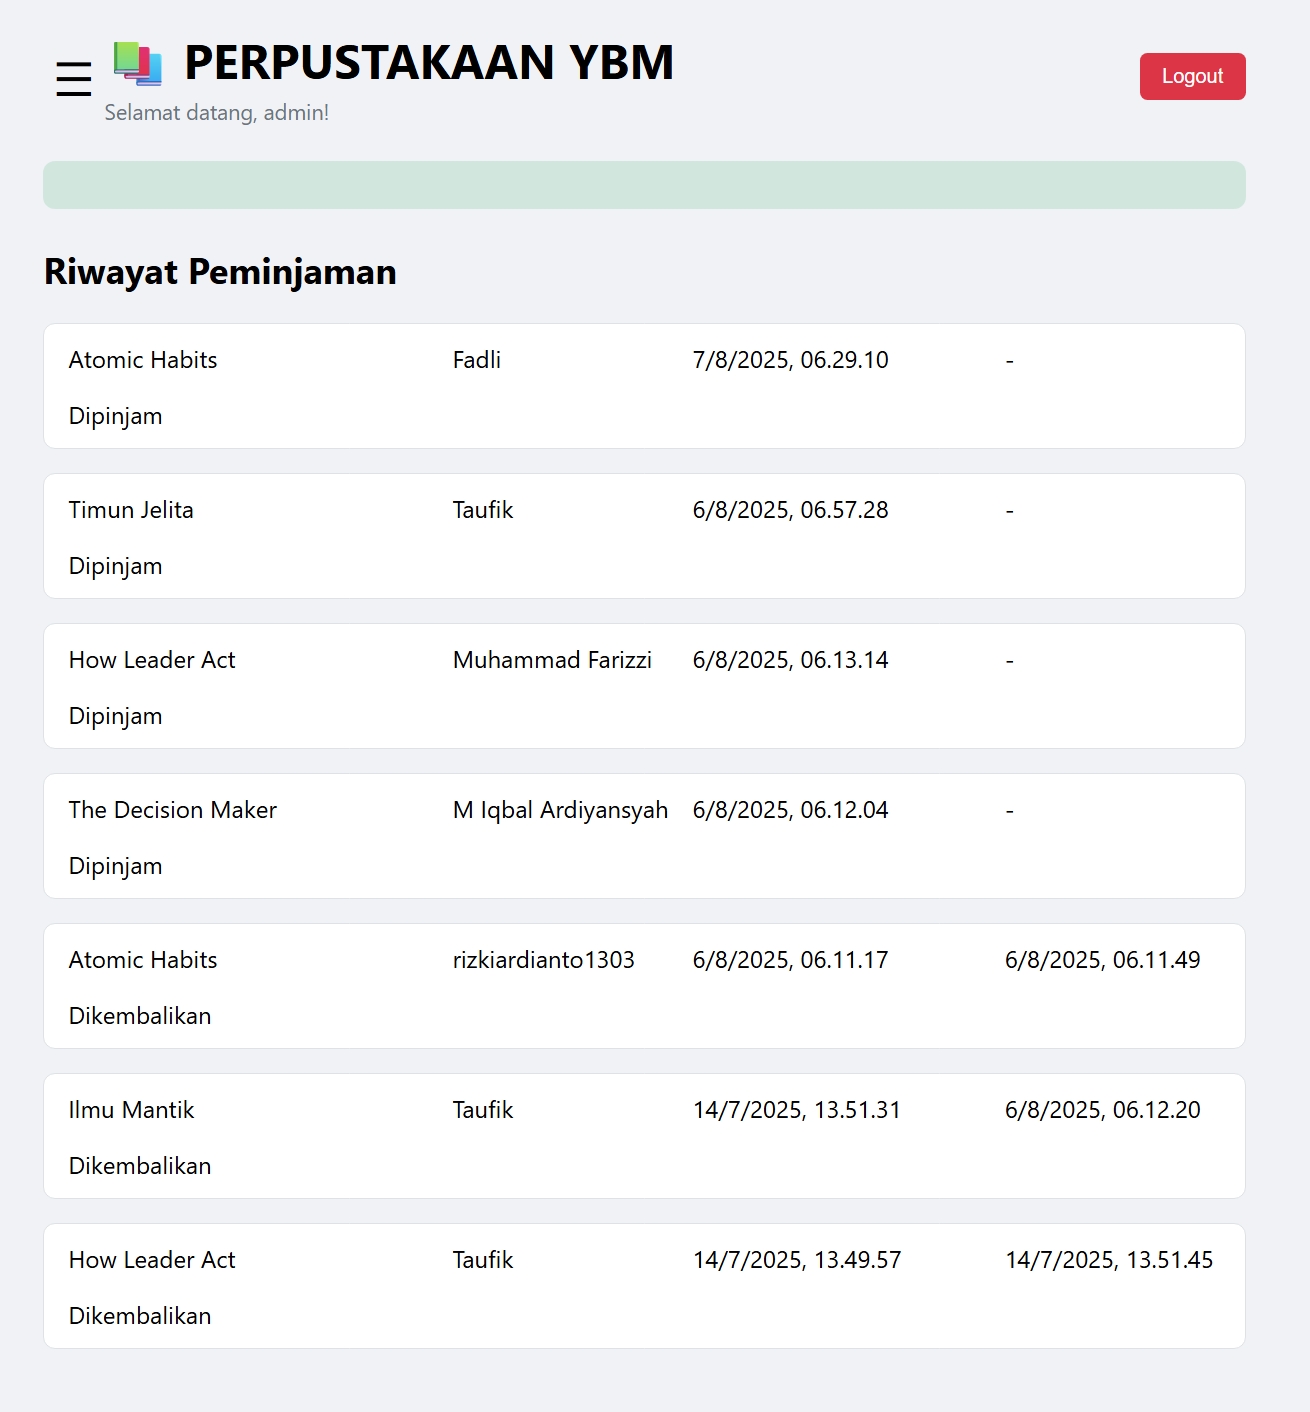 PERPUSTAKAAN YBM
Selamat datang, admin!
Logout
Riwayat Peminjaman
Atomic Habits Fadli 7/8/2025, 06.29.10 -
Dipinjam
Timun Jelita Taufik 6/8/2025, 06.57.28 -
Dipinjam
How Leader Act Muhammad Farizzi 6/8/2025, 06.13.14 -
Dipinjam
The Decision Maker M Iqbal Ardiyansyah 6/8/2025, 06.12.04 -
Dipinjam
Atomic Habits rizkiardianto1303 6/8/2025, 06.11.17 6/8/2025, 06.11.49
Dikembalikan
Ilmu Mantik Taufik 14/7/2025, 13.51.31 6/8/2025, 06.12.20
Dikembalikan
How Leader Act Taufik 14/7/2025, 13.49.57 14/7/2025, 13.51.45
Dikembalikan